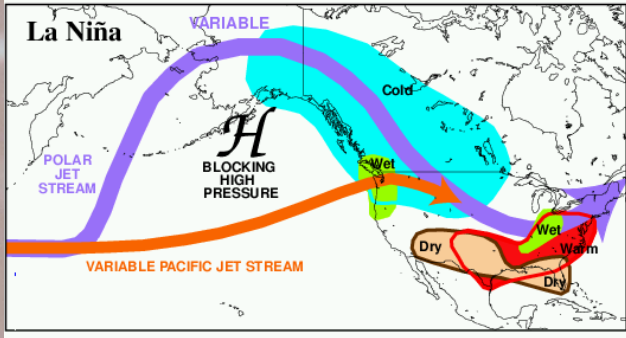 La Niña
VARIABLE
Cold
H
BLOCKING
HIGH
PRESSURE
POLAR
JET
STREAM
Wet
VARIABLE PACIFIC JET STREAM
Dry
Wet
Warm
Dry